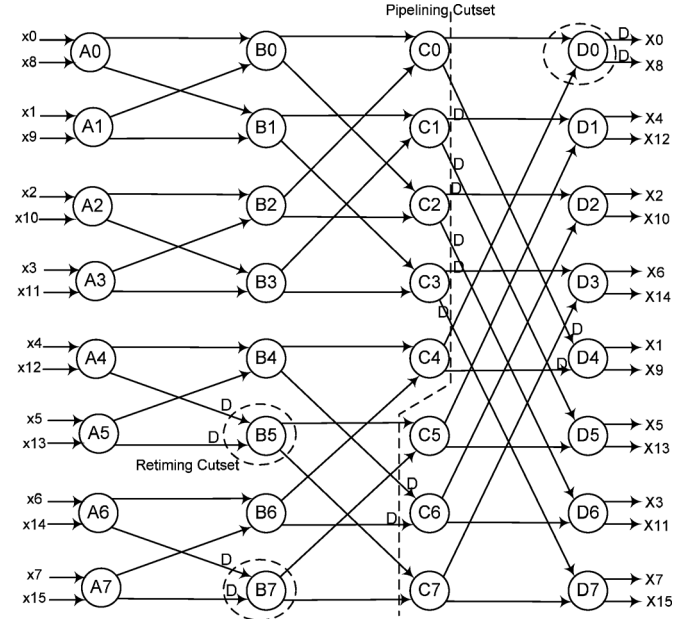 Pipelining Cutset
x0 A0 B0 C0 D0 D X0
x8 D X8
x1 A1 B1 C1 D D1 X4
x9 D X12
x2 A2 B2 C2 D D2 X2
x10 X10
D
x3 A3 B3 C3 D D3 X6
x11 X14
D
x4 A4 B4 C4 D D4 X1
x12 D X9
D
x5 A5 B5 C5 D5 X5
x13 D X13
Retiming Cutset
D
x6 A6 B6 C6 D6 X3
x14 D X11
D
x7 A7 B7 C7 D7 X7
x15 D X15